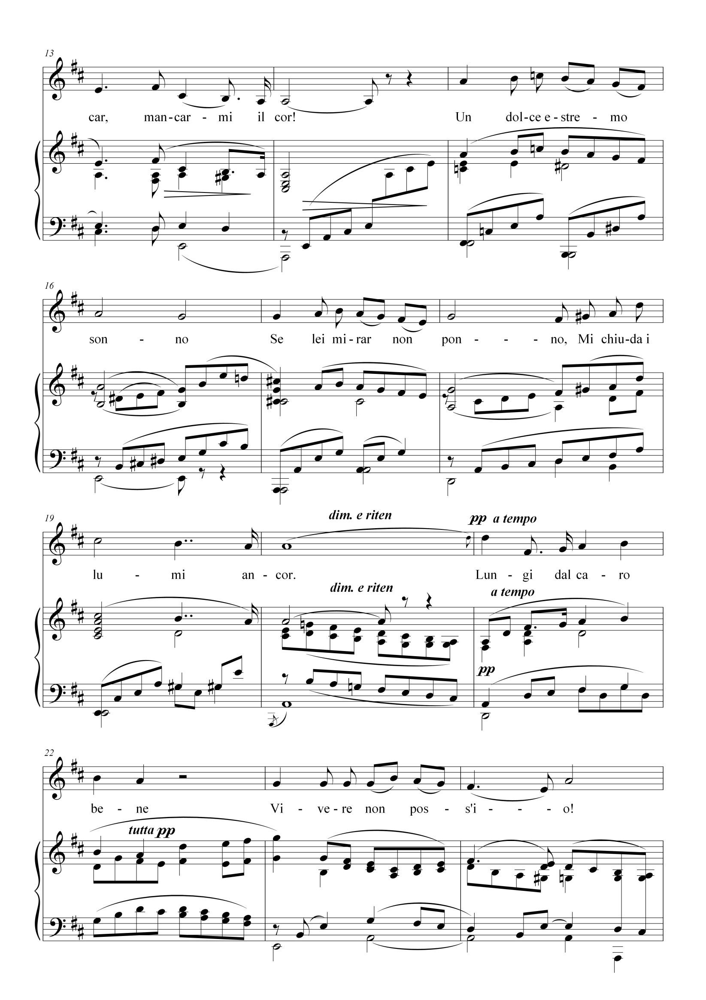 13
car, man - car - mi il cor! Un dol - ce e - stre - mo
16
son - no Se lei mi - rar non pon - - - no, Mi chiu - da i
dim. e riten pp a tempo
19
lu - mi an - cor. Lun - gi dal ca - ro
dim. e riten a tempo
pp
22
be - ne Vi - ve - re non pos - s'i - - - o!
tutta pp